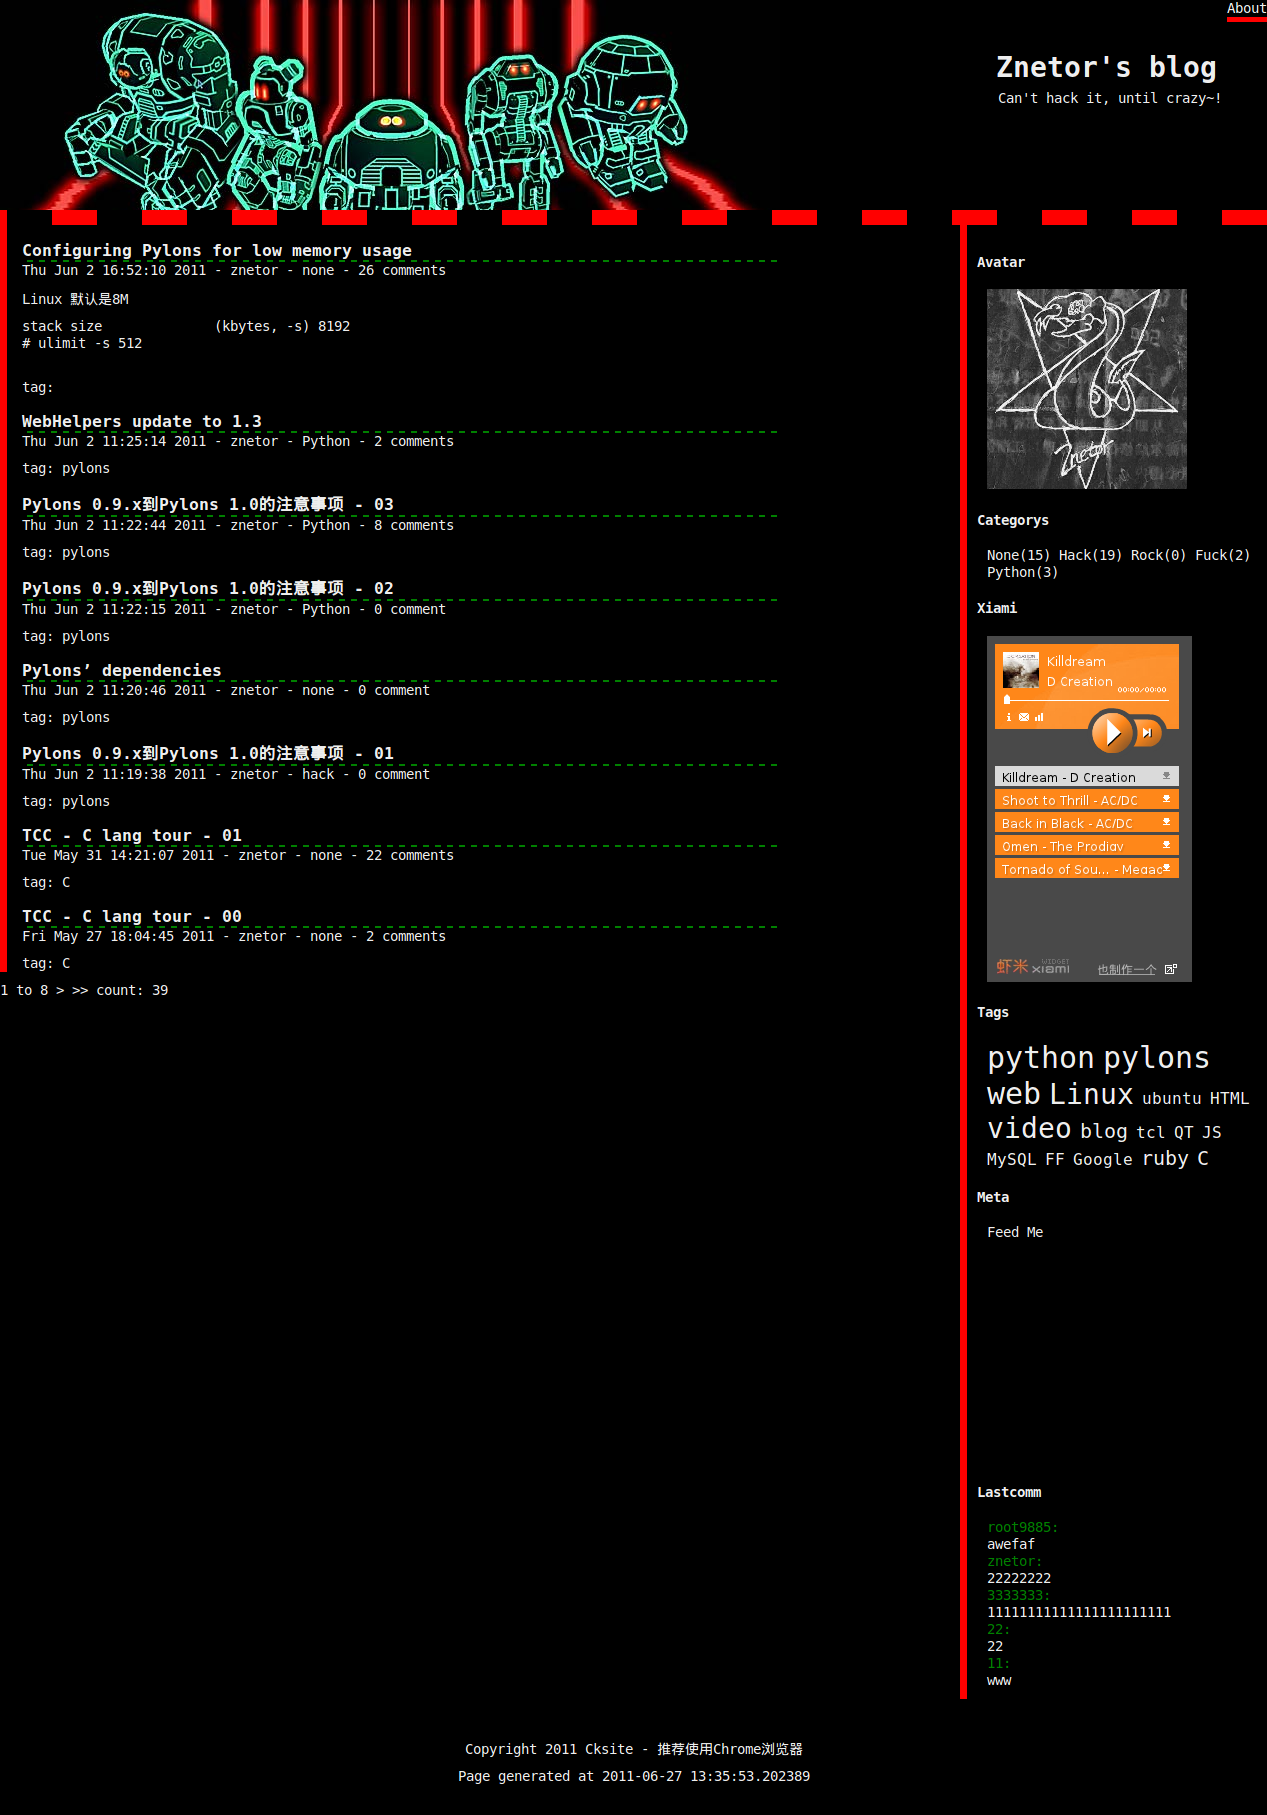 About
Znetor's blog
Can't hack it, until crazy~!
Configuring Pylons for low memory usage
Thu Jun 2 16:52:10 2011 - znetor - none - 26 comments
Linux 默认是8M
stack size              (kbytes, -s) 8192
# ulimit -s 512
tag:
WebHelpers update to 1.3
Thu Jun 2 11:25:14 2011 - znetor - Python - 2 comments
tag: pylons
Pylons 0.9.x到Pylons 1.0的注意事项 - 03
Thu Jun 2 11:22:44 2011 - znetor - Python - 8 comments
tag: pylons
Pylons 0.9.x到Pylons 1.0的注意事项 - 02
Thu Jun 2 11:22:15 2011 - znetor - Python - 0 comment
tag: pylons
Pylons’ dependencies
Thu Jun 2 11:20:46 2011 - znetor - none - 0 comment
tag: pylons
Pylons 0.9.x到Pylons 1.0的注意事项 - 01
Thu Jun 2 11:19:38 2011 - znetor - hack - 0 comment
tag: pylons
TCC - C lang tour - 01
Tue May 31 14:21:07 2011 - znetor - none - 22 comments
tag: C
TCC - C lang tour - 00
Fri May 27 18:04:45 2011 - znetor - none - 2 comments
tag: C
1 to 8 > >> count: 39
Avatar
Znetor
Categorys
None(15) Hack(19) Rock(0) Fuck(2)
Python(3)
Xiami
Killdream
D Creation
00:00/00:00
Killdream - D Creation
Shoot to Thrill - AC/DC
Back in Black - AC/DC
Omen - The Prodigy
Tornado of Sou... - Megad
虾米 xiami WIDGET
也制作一个
Tags
python pylons
web Linux ubuntu HTML
video blog tcl QT JS
MySQL FF Google ruby C
Meta
Feed Me
Lastcomm
root9885:
awefaf
znetor:
22222222
3333333:
11111111111111111111111
22:
22
11:
www
Copyright 2011 Cksite - 推荐使用Chrome浏览器
Page generated at 2011-06-27 13:35:53.202389